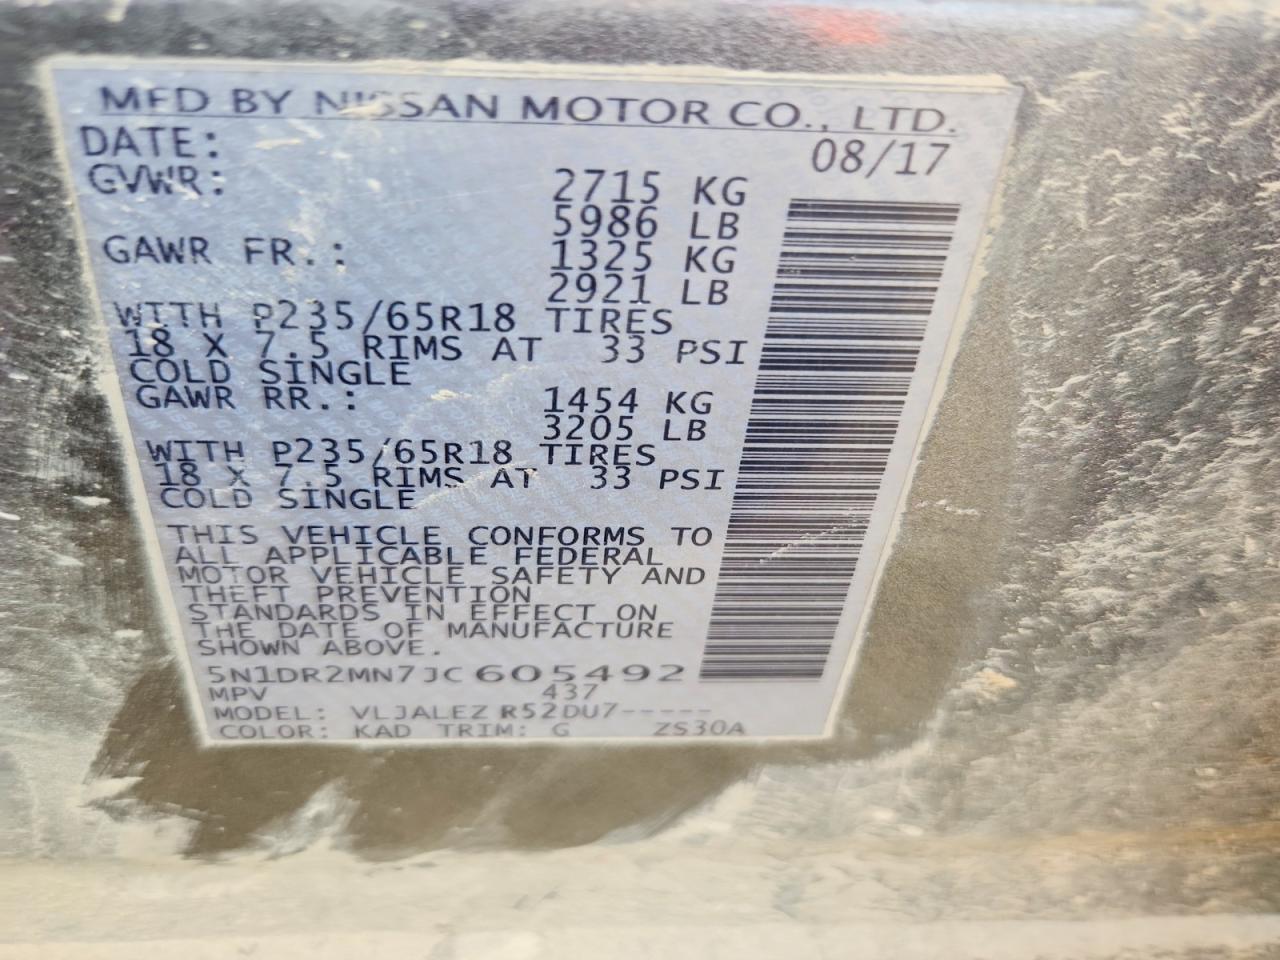 MFD BY NISSAN MOTOR CO., LTD.
DATE: 08/17
GVWR: 2715 KG
5986 LB
GAWR FR.: 1325 KG
2921 LB
WITH P235/65R18 TIRES
18 X 7.5 RIMS AT 33 PSI
COLD SINGLE
GAWR RR.: 1454 KG
3205 LB
WITH P235/65R18 TIRES
18 X 7.5 RIMS AT 33 PSI
COLD SINGLE
THIS VEHICLE CONFORMS TO
ALL APPLICABLE FEDERAL
MOTOR VEHICLE SAFETY AND
THEFT PREVENTION
STANDARDS IN EFFECT ON
THE DATE OF MANUFACTURE
SHOWN ABOVE.
5N1DR2MN7JC605492
MPV 437
MODEL: VLJALEZ R52DU7-----
COLOR: KAD TRIM: G ZS30A